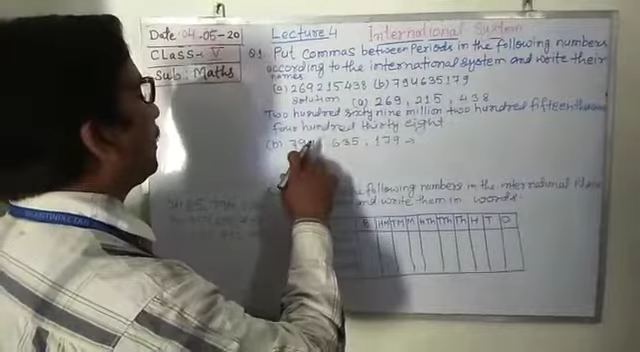 Date: 04.05-20
Class:- V
Sub: Maths
Lecture 4 International System
Q1. Put Commas between Periods in the following numbers
according to the international system and write their
names
(a) 269215438 (b) 794635179
Solution (a) 269, 215, 438
Two hundred sixty nine million two hundred fifteen thousand
four hundred thirty eight
(b) 794, 635, 179 →
the following numbers in the international Place
and write them in words.
B HM TM M H.Th T.Th Th H T O